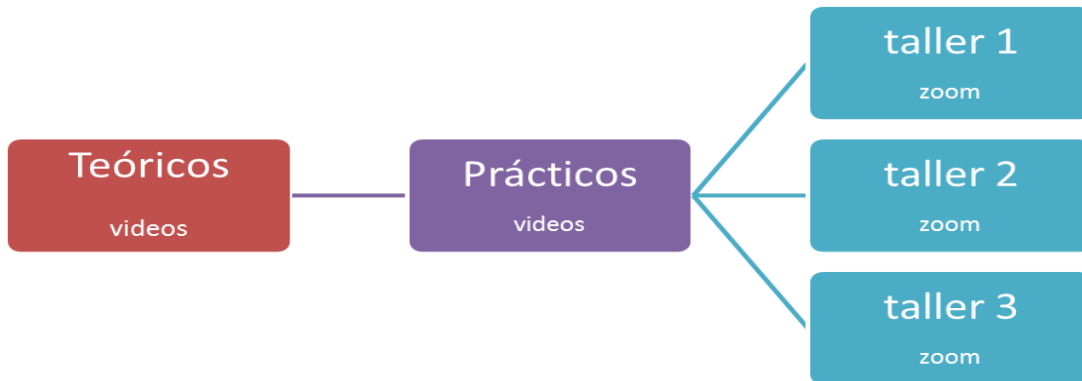 Teóricos
videos
Prácticos
videos
taller 1
zoom
taller 2
zoom
taller 3
zoom